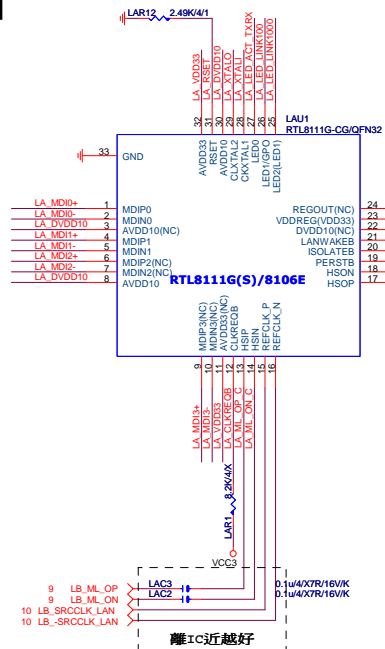 LAR12 2.49K/4/1
LA_VDD33
LA_RSET
LA_DVDD10
LA_XTALO
LA_XTALI
LA_LED_ACT_TXRX
LA_LED_LINK100
LA_LED_LINK1000
32
31
30
29
28
27
26
25
LAU1
RTL8111G-CG/QFN32
AVDD33
RSET
AVDD10
CLXTAL2
CKXTAL1
LED0
LED1/GPO
LED2(LED1)
33 GND
LA_MDI0+ 1 MDIP0
LA_MDI0- 2 MDIN0
LA_DVDD10 3 AVDD10(NC)
LA_MDI1+ 4 MDIP1
LA_MDI1- 5 MDIN1
LA_MDI2+ 6 MDIP2(NC)
LA_MDI2- 7 MDIN2(NC)
LA_DVDD10 8 AVDD10
REGOUT(NC) 24
VDDREG(VDD33) 23
DVDD10(NC) 22
LANWAKEB 21
ISOLATEB 20
PERSTB 19
HSON 18
HSOP 17
RTL8111G(S)/8106E
MDIP3(NC)
MDIN3(NC)
AVDD33(NC)
CLKREQB
HSIP
HSIN
REFCLK_P
REFCLK_N
9
10
11
12
13
14
15
16
LA_MDI3+
LA_MDI3-
LA_VDD33
LA_CLKREQB
LA_ML_OP_C
LA_ML_ON_C
LAR1 8.2K/4/X
VCC3
9 LB_ML_OP LAC3 0.1u/4/X7R/16V/K
9 LB_ML_ON LAC2 0.1u/4/X7R/16V/K
10 LB_SRCCLK_LAN
10 LB_-SRCCLK_LAN
離IC近越好